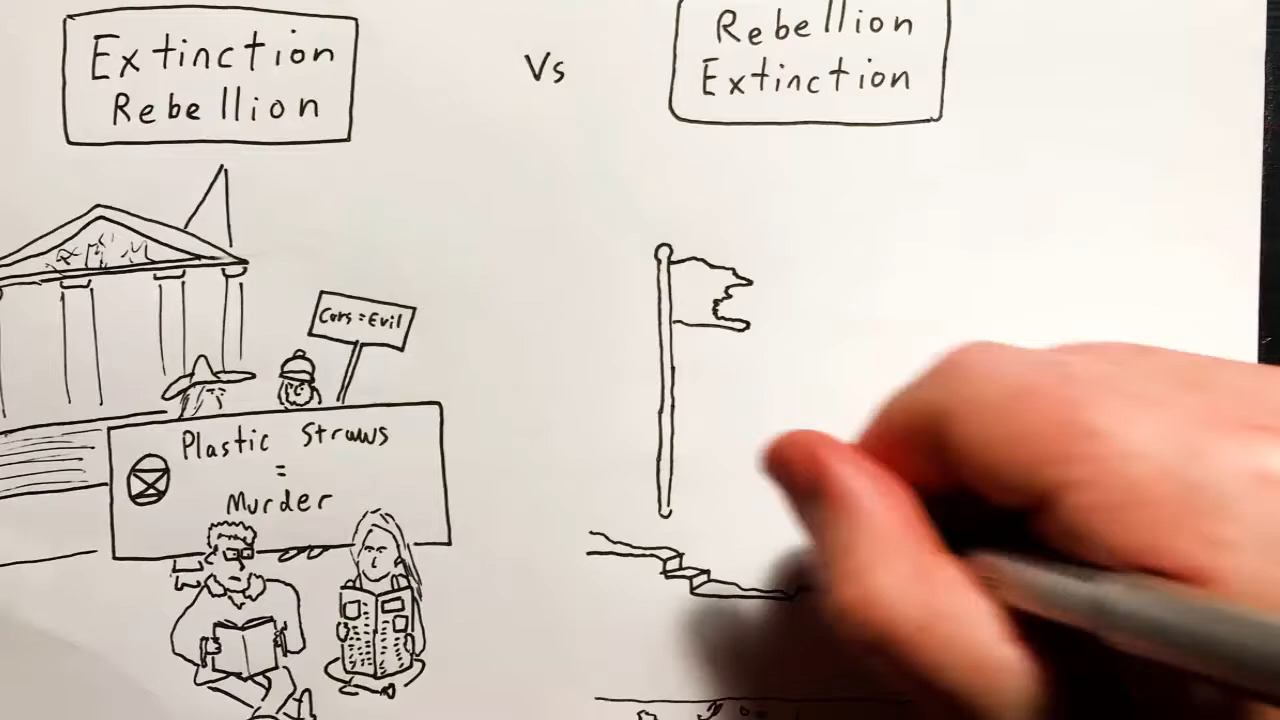 Extinction
Rebellion
Vs
Rebellion
Extinction
Cars = Evil
Plastic Straws
=
Murder